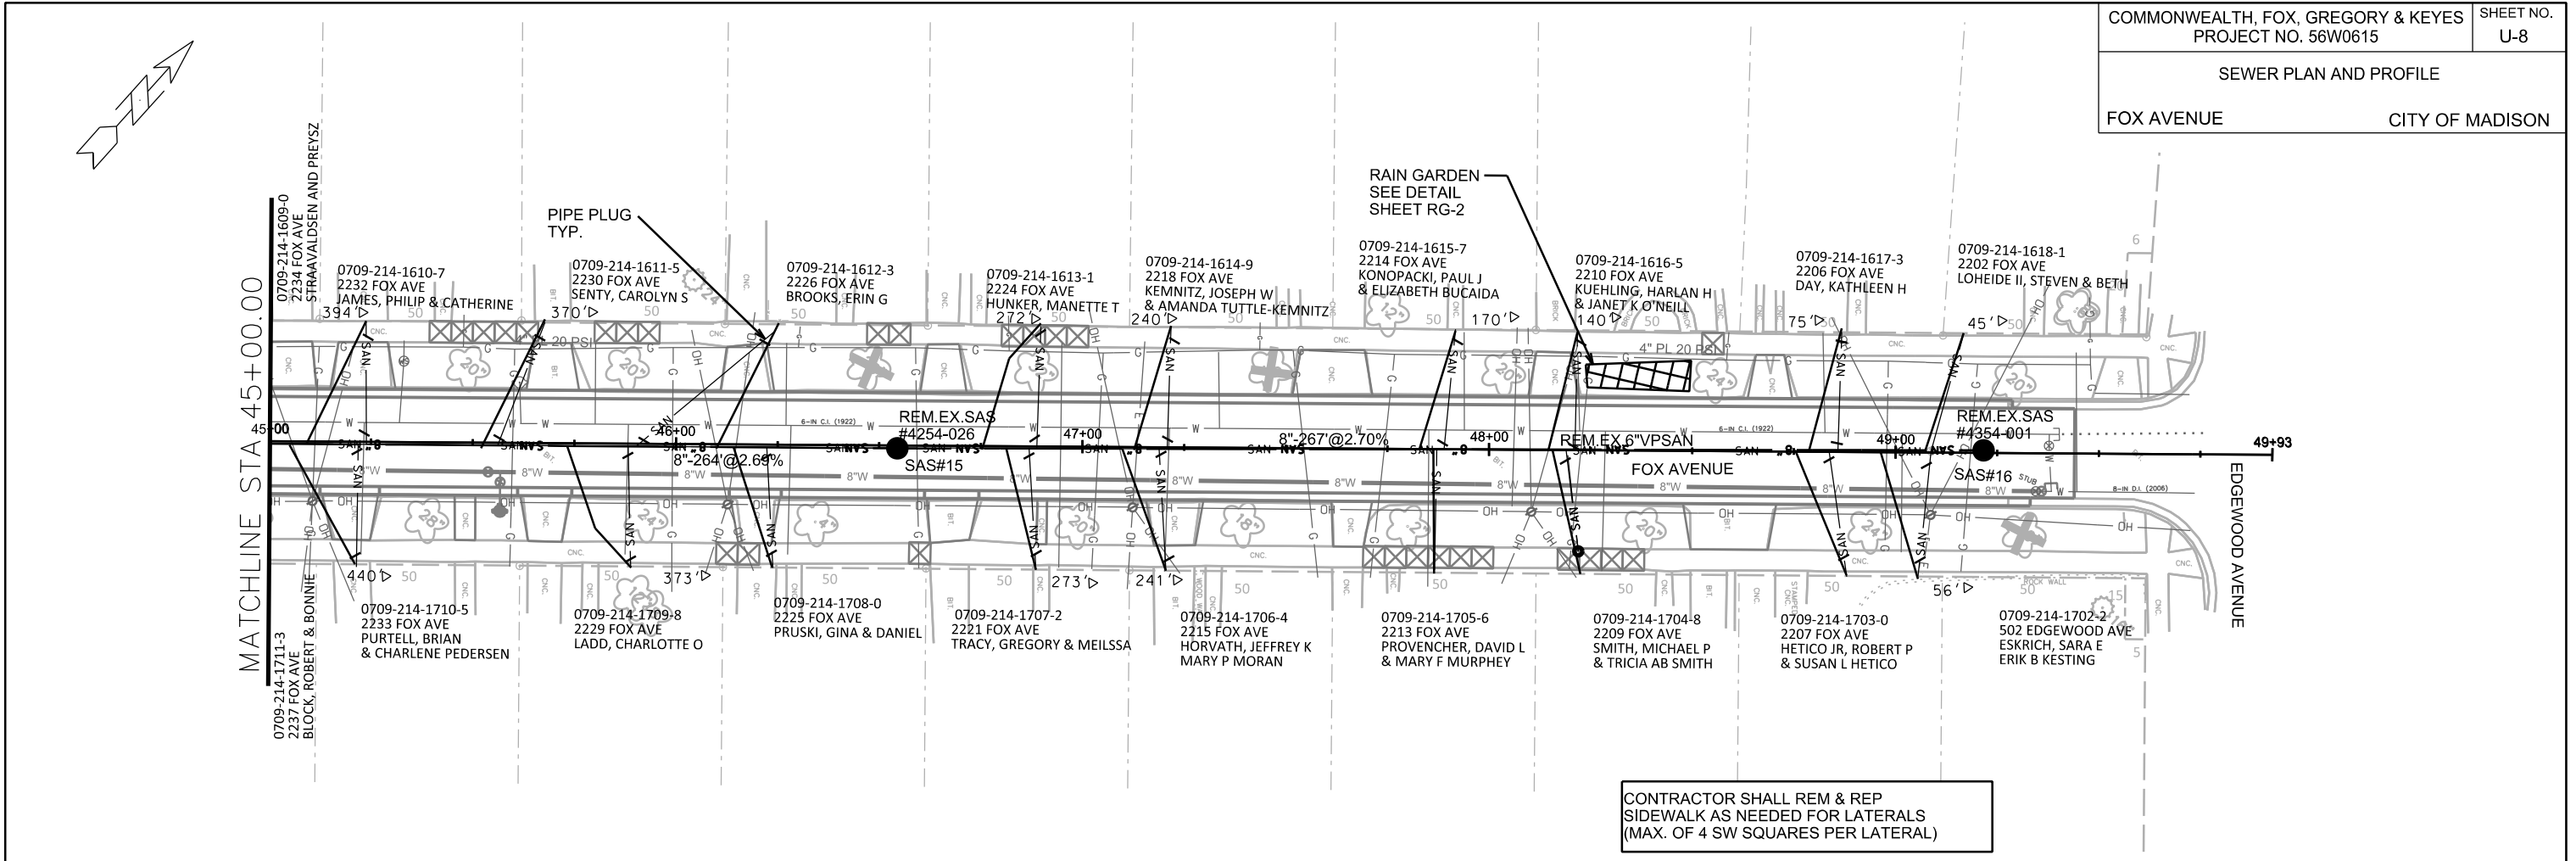 COMMONWEALTH, FOX, GREGORY & KEYES
PROJECT NO. 56W0615
SHEET NO.
U-8
SEWER PLAN AND PROFILE
FOX AVENUE
CITY OF MADISON
MATCHLINE STA 45+00.00
0709-214-1609-0
2234 FOX AVE
STRAAVALDSEN AND PREYSZ
0709-214-1610-7
2232 FOX AVE
JAMES, PHILIP & CATHERINE
394'
PIPE PLUG
TYP.
0709-214-1611-5
2230 FOX AVE
SENTY, CAROLYN S
370'
0709-214-1612-3
2226 FOX AVE
BROOKS, ERIN G
0709-214-1613-1
2224 FOX AVE
HUNKER, MANETTE T
272'
0709-214-1614-9
2218 FOX AVE
KEMNITZ, JOSEPH W
& AMANDA TUTTLE-KEMNITZ
240'
RAIN GARDEN
SEE DETAIL
SHEET RG-2
0709-214-1615-7
2214 FOX AVE
KONOPACKI, PAUL J
& ELIZABETH BUCAIDA
170'
0709-214-1616-5
2210 FOX AVE
KUEHLING, HARLAN H
& JANET K O'NEILL
140'
0709-214-1617-3
2206 FOX AVE
DAY, KATHLEEN H
75'
0709-214-1618-1
2202 FOX AVE
LOHEIDE II, STEVEN & BETH
45'
4" PL 20 PSI
45+00
46+00
47+00
48+00
49+00
49+93
6-IN C.I. (1922)
6-IN C.I. (1922)
8"-264'@2.69%
REM.EX.SAS
#4254-026
SAS#15
8"-267'@2.70%
REM.EX.6"VPSAN
FOX AVENUE
REM.EX.SAS
#4354-001
SAS#16
STUB
8-IN D.I. (2006)
EDGEWOOD AVENUE
ROCK WALL
0709-214-1711-3
2237 FOX AVE
BLOCK, ROBERT & BONNIE
440'
0709-214-1710-5
2233 FOX AVE
PURTELL, BRIAN
& CHARLENE PEDERSEN
0709-214-1709-8
2229 FOX AVE
LADD, CHARLOTTE O
373'
0709-214-1708-0
2225 FOX AVE
PRUSKI, GINA & DANIEL
0709-214-1707-2
2221 FOX AVE
TRACY, GREGORY & MEILSSA
273'
241'
0709-214-1706-4
2215 FOX AVE
HORVATH, JEFFREY K
MARY P MORAN
0709-214-1705-6
2213 FOX AVE
PROVENCHER, DAVID L
& MARY F MURPHEY
0709-214-1704-8
2209 FOX AVE
SMITH, MICHAEL P
& TRICIA AB SMITH
0709-214-1703-0
2207 FOX AVE
HETICO JR, ROBERT P
& SUSAN L HETICO
56'
0709-214-1702-2
502 EDGEWOOD AVE
ESKRICH, SARA E
ERIK B KESTING
CONTRACTOR SHALL REM & REP
SIDEWALK AS NEEDED FOR LATERALS
(MAX. OF 4 SW SQUARES PER LATERAL)